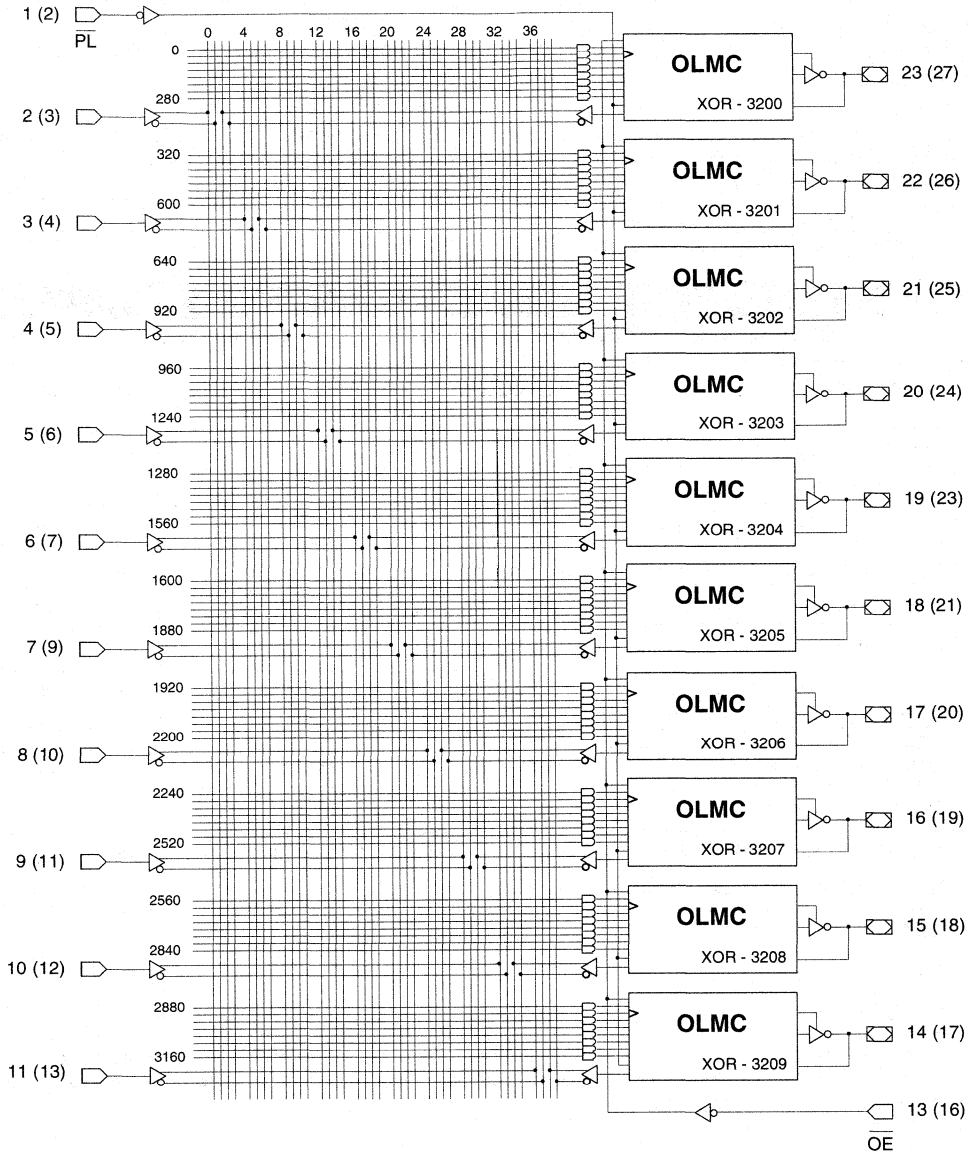 1 (2)
PL
0 4 8 12 16 20 24 28 32 36
0
280
OLMC
XOR - 3200
23 (27)
2 (3)
320
600
OLMC
XOR - 3201
22 (26)
3 (4)
640
920
OLMC
XOR - 3202
21 (25)
4 (5)
960
1240
OLMC
XOR - 3203
20 (24)
5 (6)
1280
1560
OLMC
XOR - 3204
19 (23)
6 (7)
1600
1880
OLMC
XOR - 3205
18 (21)
7 (9)
1920
2200
OLMC
XOR - 3206
17 (20)
8 (10)
2240
2520
OLMC
XOR - 3207
16 (19)
9 (11)
2560
2840
OLMC
XOR - 3208
15 (18)
10 (12)
2880
3160
OLMC
XOR - 3209
14 (17)
11 (13)
13 (16)
OE